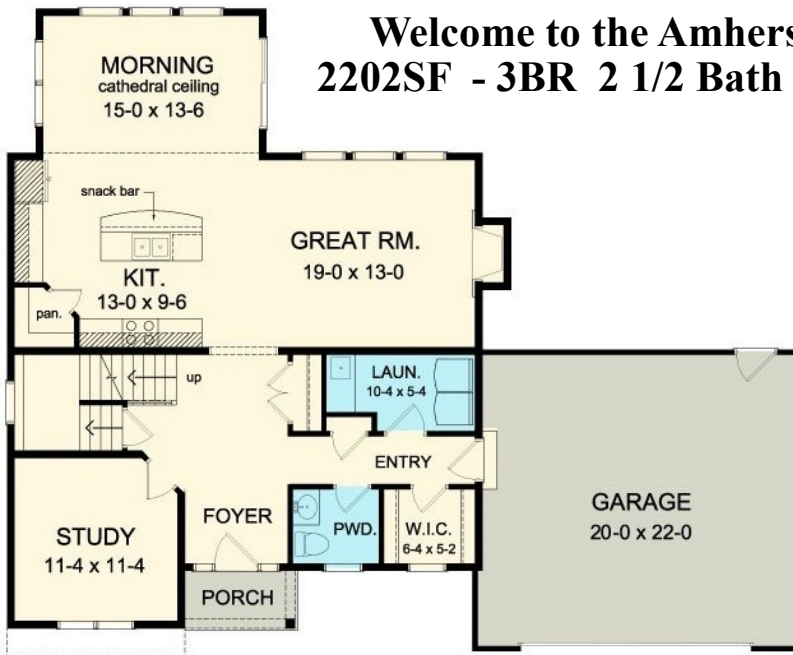 Welcome to the Amhers
2202SF - 3BR 2 1/2 Bath
MORNING
cathedral ceiling
15-0 x 13-6
snack bar
GREAT RM.
19-0 x 13-0
KIT.
13-0 x 9-6
pan.
up
LAUN.
10-4 x 5-4
ENTRY
GARAGE
20-0 x 22-0
FOYER
PWD.
W.I.C.
6-4 x 5-2
STUDY
11-4 x 11-4
PORCH